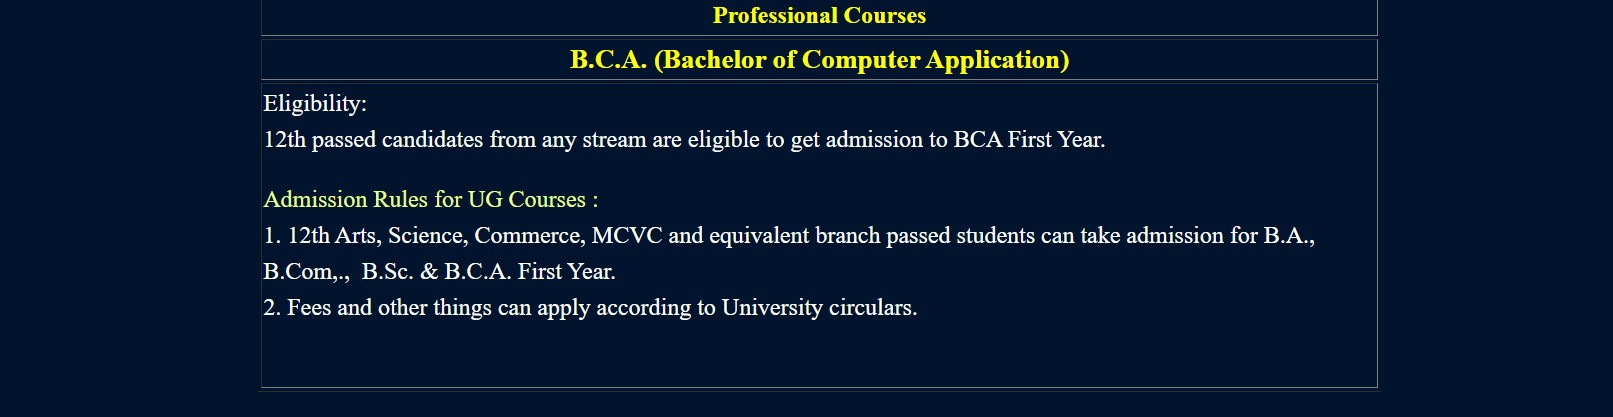 Professional Courses
B.C.A. (Bachelor of Computer Application)
Eligibility:
12th passed candidates from any stream are eligible to get admission to BCA First Year.
Admission Rules for UG Courses :
1. 12th Arts, Science, Commerce, MCVC and equivalent branch passed students can take admission for B.A.,
B.Com,., B.Sc. & B.C.A. First Year.
2. Fees and other things can apply according to University circulars.